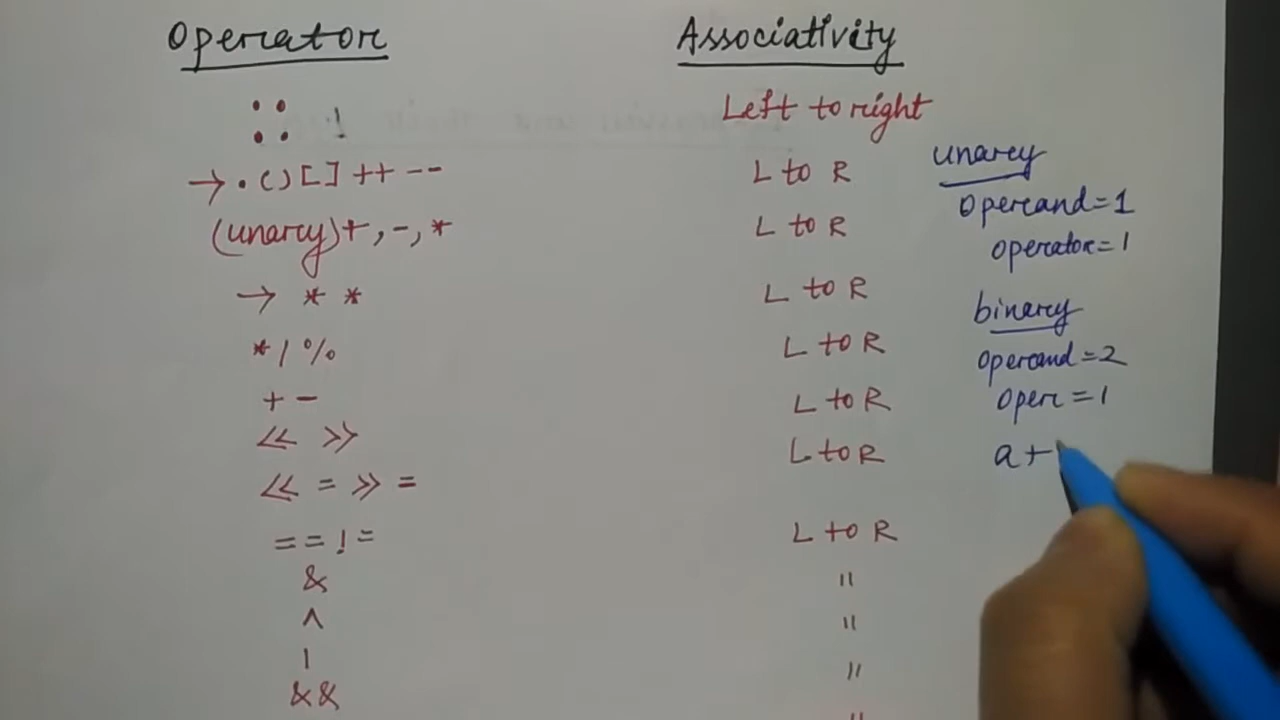 Operator Associativity
:: ! Left to right
→ . () [] ++ -- L to R
(unary) +, -, * L to R
→ * * L to R
* / % L to R
+ - L to R
<< >> L to R
<< = >> =
== != L to R
& "
^ "
| "
&& "
unary
operand = 1
operator = 1
binary
operand = 2
oper = 1
a +